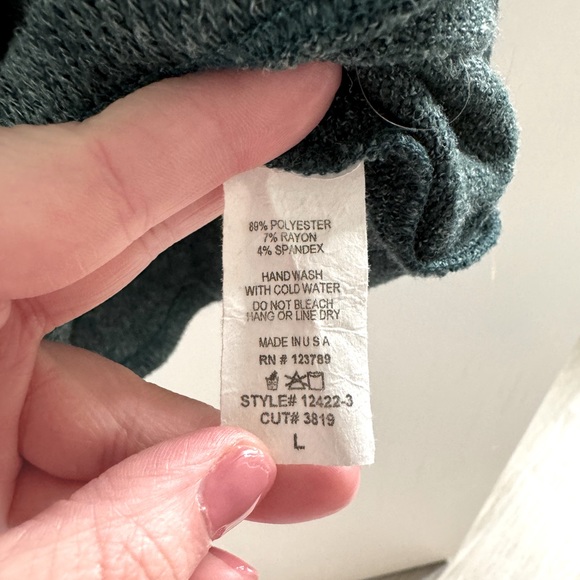 89% POLYESTER
7% RAYON
4% SPANDEX
HAND WASH
WITH COLD WATER
DO NOT BLEACH
HANG OR LINE DRY
MADE IN U S A
RN # 123789
STYLE# 12422-3
CUT# 3819
L